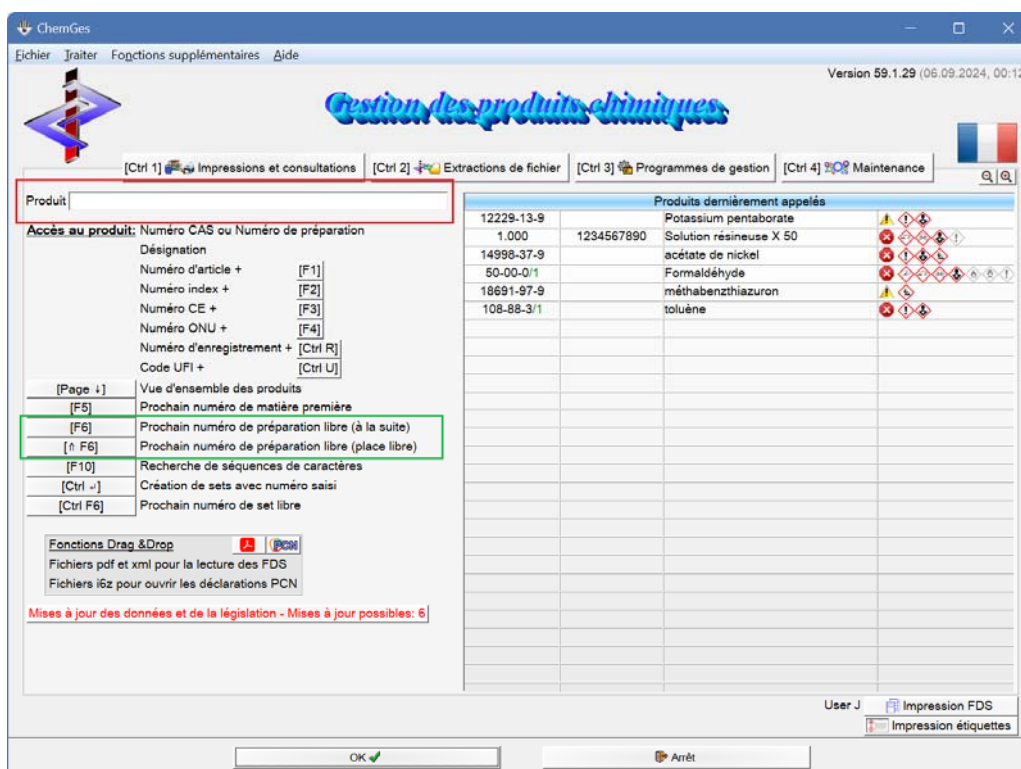 ChemGes
Fichier Traiter Fonctions supplémentaires Aide
Version 59.1.29 (06.09.2024, 00:12
Gestion des produits chimiques
[Ctrl 1] Impressions et consultations [Ctrl 2] Extractions de fichier [Ctrl 3] Programmes de gestion [Ctrl 4] Maintenance
Produit
Accès au produit: Numéro CAS ou Numéro de préparation
Désignation
Numéro d'article + [F1]
Numéro index + [F2]
Numéro CE + [F3]
Numéro ONU + [F4]
Numéro d'enregistrement + [Ctrl R]
Code UFI + [Ctrl U]
[Page ↓] Vue d'ensemble des produits
[F5] Prochain numéro de matière première
[F6] Prochain numéro de préparation libre (à la suite)
[⇑ F6] Prochain numéro de préparation libre (place libre)
[F10] Recherche de séquences de caractères
[Ctrl ↵] Création de sets avec numéro saisi
[Ctrl F6] Prochain numéro de set libre
Fonctions Drag &Drop PCN
Fichiers pdf et xml pour la lecture des FDS
Fichiers i6z pour ouvrir les déclarations PCN
Mises à jour des données et de la législation - Mises à jour possibles: 6
Produits dernièrement appelés
12229-13-9 Potassium pentaborate
1.000 1234567890 Solution résineuse X 50
14998-37-9 acétate de nickel
50-00-0/1 Formaldéhyde
18691-97-9 méthabenzthiazuron
108-88-3/1 toluène
User J Impression FDS
Impression étiquettes
OK Arrêt